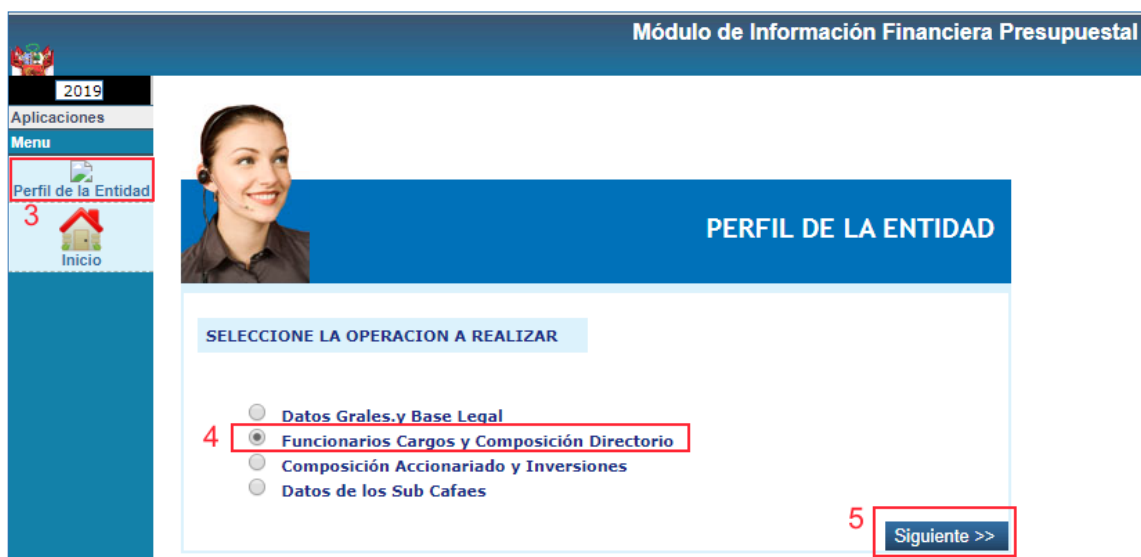 Módulo de Información Financiera Presupuestal
2019
Aplicaciones
Menu
Perfil de la Entidad
3
Inicio
PERFIL DE LA ENTIDAD
SELECCIONE LA OPERACION A REALIZAR
Datos Grales.y Base Legal
4 Funcionarios Cargos y Composición Directorio
Composición Accionariado y Inversiones
Datos de los Sub Cafaes
5 Siguiente >>